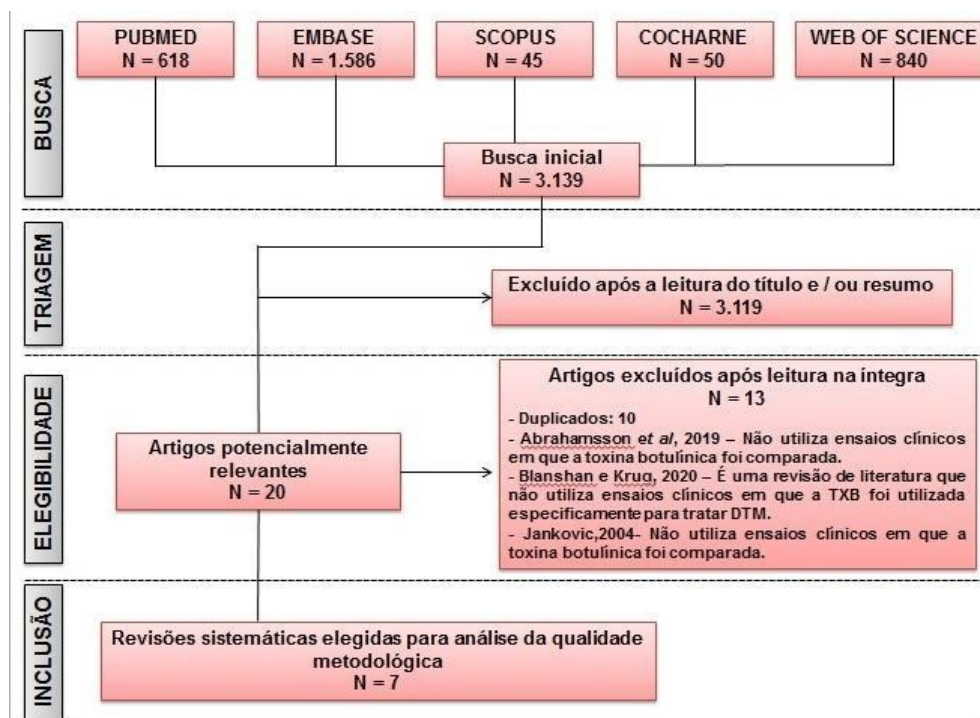 BUSCA
PUBMED
N = 618
EMBASE
N = 1.586
SCOPUS
N = 45
COCHARNE
N = 50
WEB OF SCIENCE
N = 840
Busca inicial
N = 3.139
TRIAGEM
Excluído após a leitura do título e / ou resumo
N = 3.119
ELEGIBILIDADE
Artigos potencialmente
relevantes
N = 20
Artigos excluídos após leitura na íntegra
N = 13
- Duplicados: 10
- Abrahamsson et al, 2019 – Não utiliza ensaios clínicos
em que a toxina botulínica foi comparada.
- Blanshan e Krug, 2020 – É uma revisão de literatura que
não utiliza ensaios clínicos em que a TXB foi utilizada
especificamente para tratar DTM.
- Jankovic,2004- Não utiliza ensaios clínicos em que a
toxina botulínica foi comparada.
INCLUSÃO
Revisões sistemáticas elegidas para análise da qualidade
metodológica
N = 7